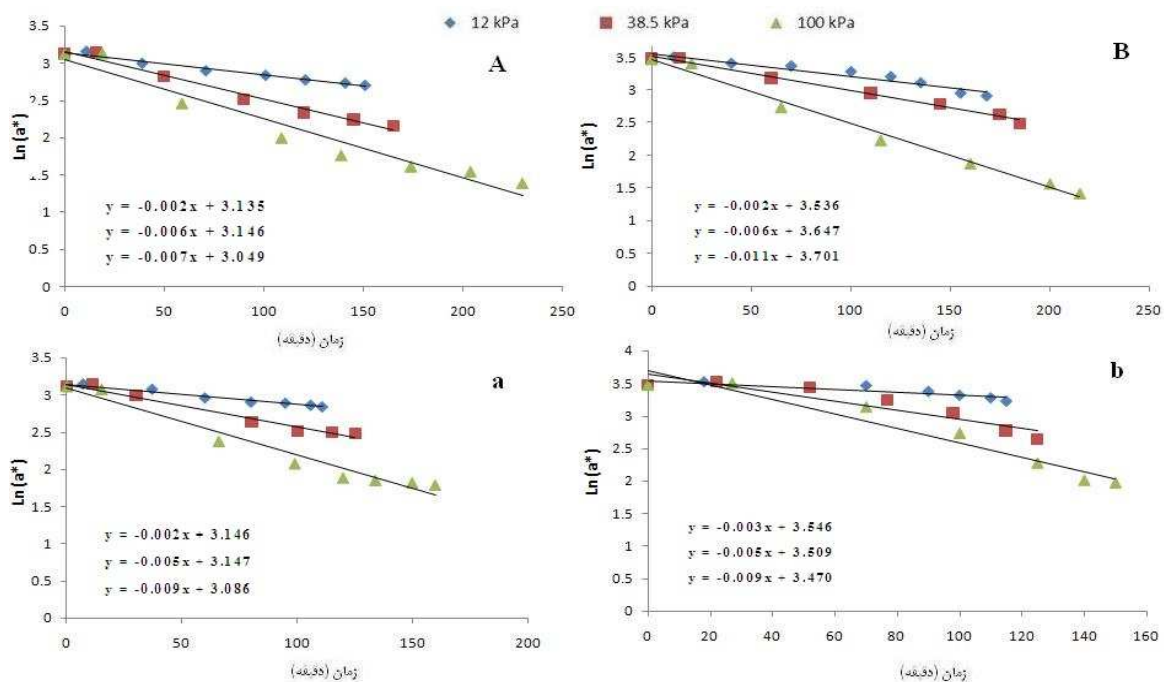 12 kPa 38.5 kPa 100 kPa
A
Ln (a*)
3.5
3
2.5
2
1.5
1
0.5
0
y = -0.002x + 3.135
y = -0.006x + 3.146
y = -0.007x + 3.049
0 50 100 150 200 250
زمان (دقیقه)
B
Ln (a*)
4
3.5
3
2.5
2
1.5
1
0.5
0
y = -0.002x + 3.536
y = -0.006x + 3.647
y = -0.011x + 3.701
0 50 100 150 200 250
زمان (دقیقه)
a
Ln (a*)
3.5
3
2.5
2
1.5
1
0.5
0
y = -0.002x + 3.146
y = -0.005x + 3.147
y = -0.009x + 3.086
0 50 100 150 200
زمان (دقیقه)
b
Ln (a*)
4
3.5
3
2.5
2
1.5
1
0.5
0
y = -0.003x + 3.546
y = -0.005x + 3.509
y = -0.009x + 3.470
0 20 40 60 80 100 120 140 160
زمان (دقیقه)